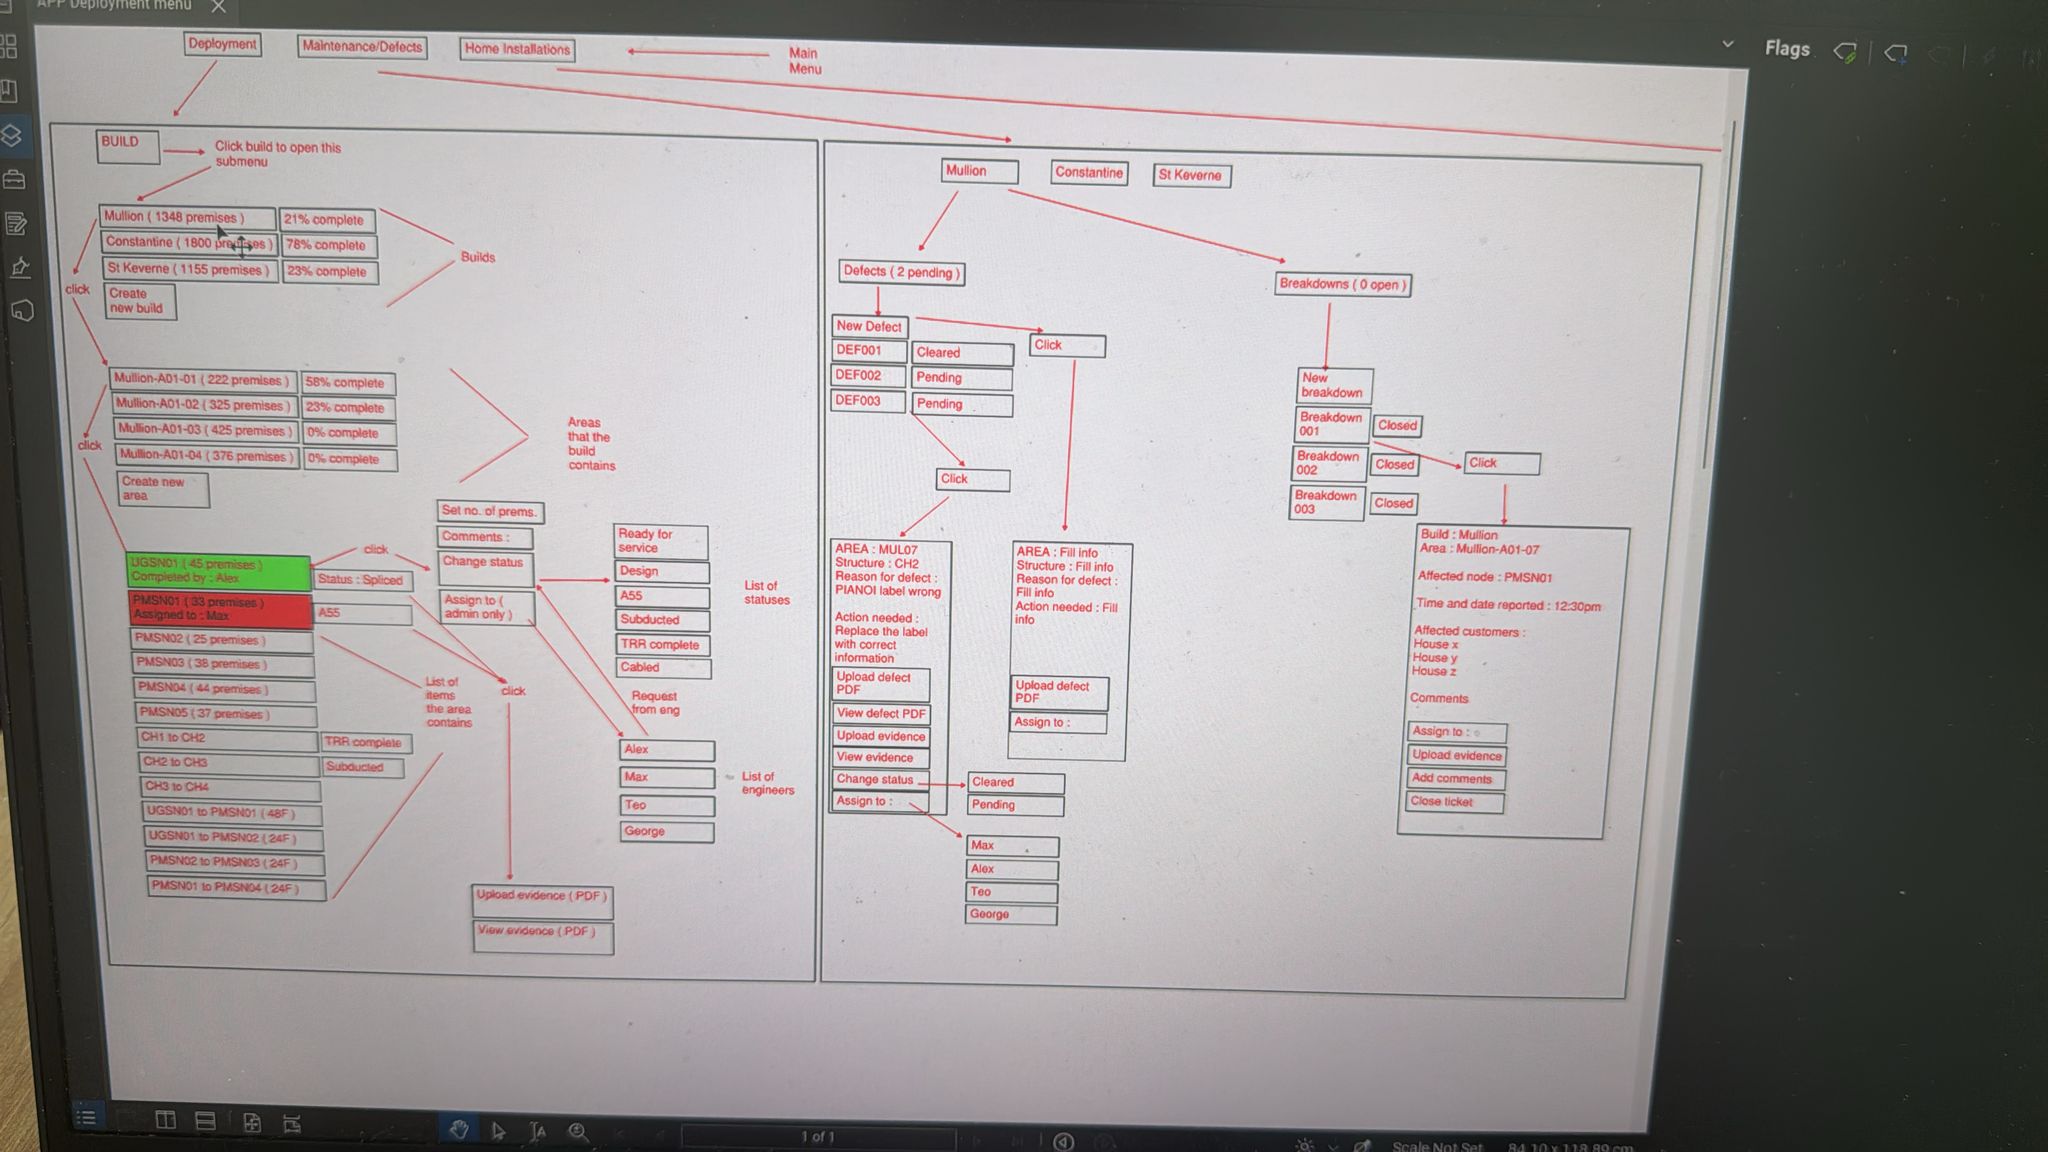 APP Deployment menu
Flags
Deployment
Maintenance/Defects
Home Installations
Main
Menu
BUILD
Click build to open this
submenu
Mullion ( 1348 premises )
21% complete
Constantine ( 1800 premises )
78% complete
St Keverne ( 1155 premises )
23% complete
Create
new build
Builds
click
Mullion-A01-01 ( 222 premises )
58% complete
Mullion-A01-02 ( 325 premises )
23% complete
Mullion-A01-03 ( 425 premises )
0% complete
Mullion-A01-04 ( 376 premises )
0% complete
Create new
area
click
Areas
that the
build
contains
UGSN01 ( 45 premises )
Completed by : Alex
Status : Spliced
PMSN01 ( 33 premises )
Assigned to : Max
A55
PMSN02 ( 25 premises )
PMSN03 ( 38 premises )
PMSN04 ( 44 premises )
PMSN05 ( 37 premises )
CH1 to CH2
TRR complete
CH2 to CH3
Subducted
CH3 to CH4
UGSN01 to PMSN01 ( 48F )
UGSN01 to PMSN02 ( 24F )
PMSN02 to PMSN03 ( 24F )
PMSN01 to PMSN04 ( 24F )
click
Set no. of prems.
Comments :
Change status
Assign to (
admin only )
List of
items
the area
contains
click
Ready for
service
Design
A55
Subducted
TRR complete
Cabled
List of
statuses
Request
from eng
Alex
Max
Teo
George
List of
engineers
Upload evidence ( PDF )
View evidence ( PDF )
Mullion
Constantine
St Keverne
Defects ( 2 pending )
New Defect
DEF001
Cleared
DEF002
Pending
DEF003
Pending
Click
Click
AREA : MUL07
Structure : CH2
Reason for defect :
PIANOI label wrong
Action needed :
Replace the label
with correct
information
Upload defect
PDF
View defect PDF
Upload evidence
View evidence
Change status
Assign to :
AREA : Fill info
Structure : Fill info
Reason for defect :
Fill info
Action needed : Fill
info
Upload defect
PDF
Assign to :
Cleared
Pending
Max
Alex
Teo
George
Breakdowns ( 0 open )
New
breakdown
Breakdown
001
Closed
Breakdown
002
Closed
Breakdown
003
Closed
Click
Build : Mullion
Area : Mullion-A01-07
Affected node : PMSN01
Time and date reported : 12:30pm
Affected customers :
House x
House y
House z
Comments
Assign to :
Upload evidence
Add comments
Close ticket
1 of 1
Scale Not Set
84.10 x 118.89 cm